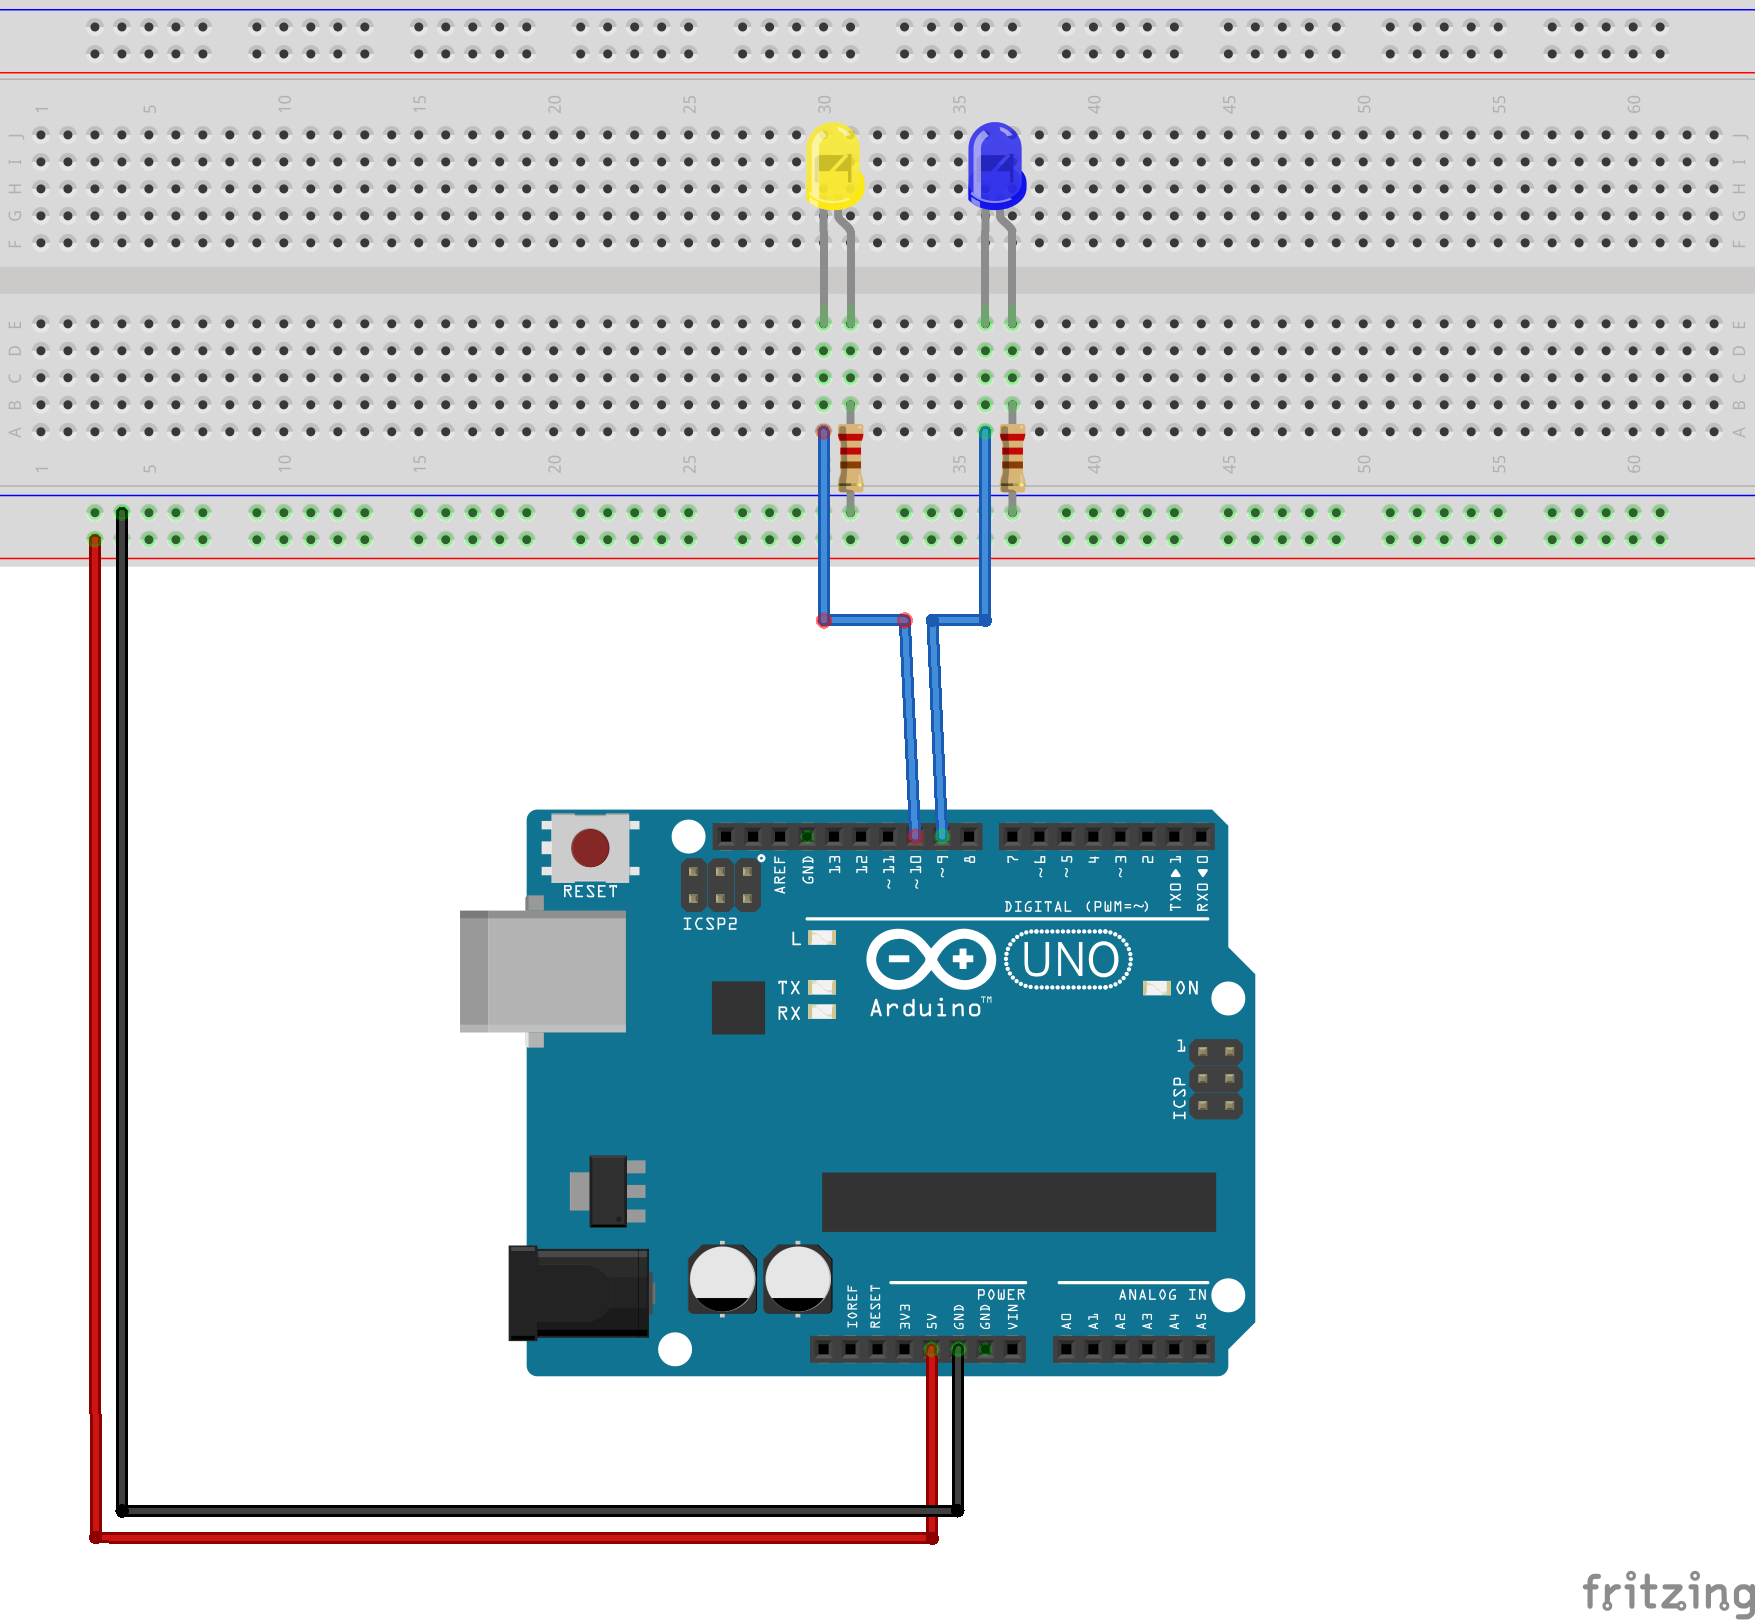 1 5 10 15 20 25 30 35 40 45 50 55 60
J J
I I
H H
G G
F F
E E
D D
C C
B B
A A
1 5 10 15 20 25 30 35 40 45 50 55 60
RESET
AREF GND 13 12 ~11 ~10 ~9 8 7 ~6 ~5 4 ~3 2 TX0▶1 RX0◀0
ICSP2
DIGITAL (PWM=~)
L
TX
RX
UNO
Arduino™
ON
1
ICSP
POWER
ANALOG IN
IOREF RESET 3V3 5V GND GND VIN A0 A1 A2 A3 A4 A5
fritzing